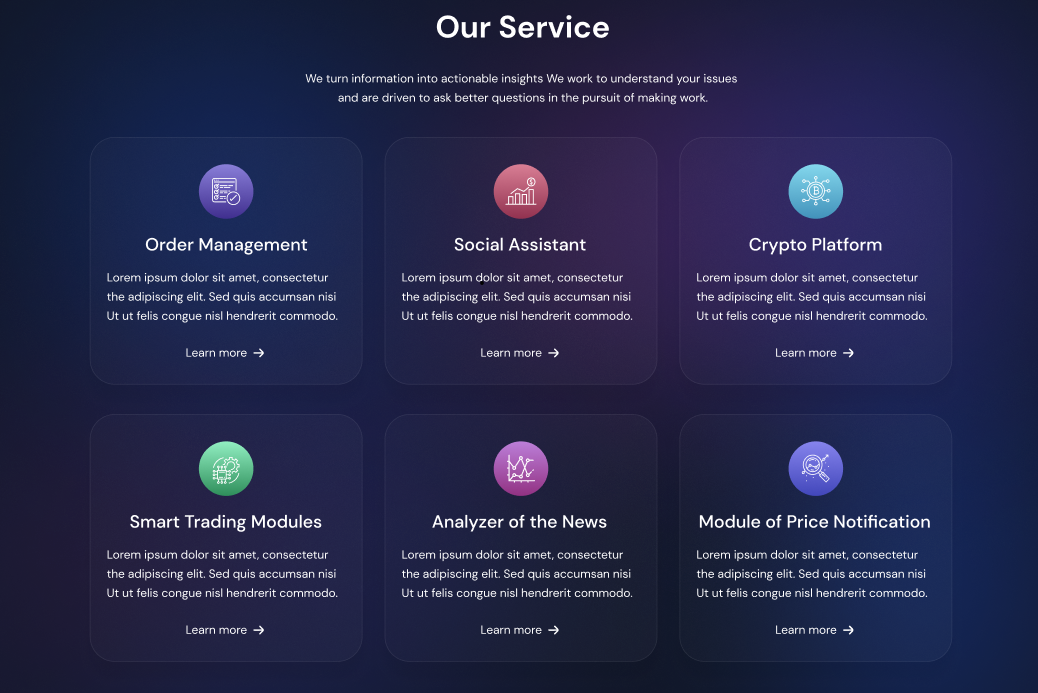 Our Service
We turn information into actionable insights We work to understand your issues
and are driven to ask better questions in the pursuit of making work.
Order Management
Lorem ipsum dolor sit amet, consectetur
the adipiscing elit. Sed quis accumsan nisi
Ut ut felis congue nisl hendrerit commodo.
Learn more →
Social Assistant
Lorem ipsum dolor sit amet, consectetur
the adipiscing elit. Sed quis accumsan nisi
Ut ut felis congue nisl hendrerit commodo.
Learn more →
Crypto Platform
Lorem ipsum dolor sit amet, consectetur
the adipiscing elit. Sed quis accumsan nisi
Ut ut felis congue nisl hendrerit commodo.
Learn more →
Smart Trading Modules
Lorem ipsum dolor sit amet, consectetur
the adipiscing elit. Sed quis accumsan nisi
Ut ut felis congue nisl hendrerit commodo.
Learn more →
Analyzer of the News
Lorem ipsum dolor sit amet, consectetur
the adipiscing elit. Sed quis accumsan nisi
Ut ut felis congue nisl hendrerit commodo.
Learn more →
Module of Price Notification
Lorem ipsum dolor sit amet, consectetur
the adipiscing elit. Sed quis accumsan nisi
Ut ut felis congue nisl hendrerit commodo.
Learn more →